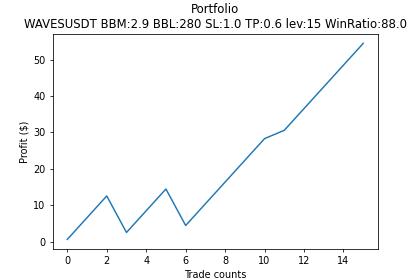 Portfolio
WAVESUSDT BBM:2.9 BBL:280 SL:1.0 TP:0.6 lev:15 WinRatio:88.0
50
40
30
20
10
0
Profit ($)
0 2 4 6 8 10 12 14
Trade counts